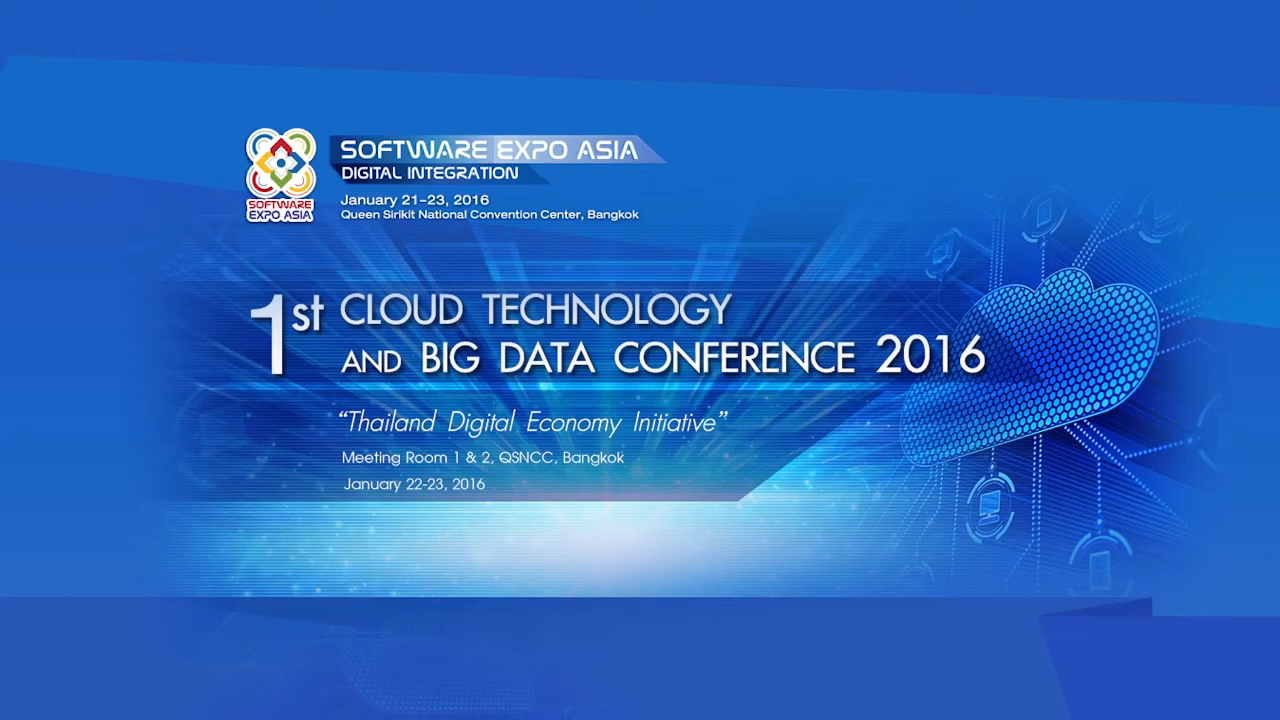 SOFTWARE EXPO ASIA
DIGITAL INTEGRATION
SOFTWARE
EXPO ASIA
January 21-23, 2016
Queen Sirikit National Convention Center, Bangkok
1st CLOUD TECHNOLOGY
AND BIG DATA CONFERENCE 2016
“Thailand Digital Economy Initiative”
Meeting Room 1 & 2, QSNCC, Bangkok
January 22-23, 2016